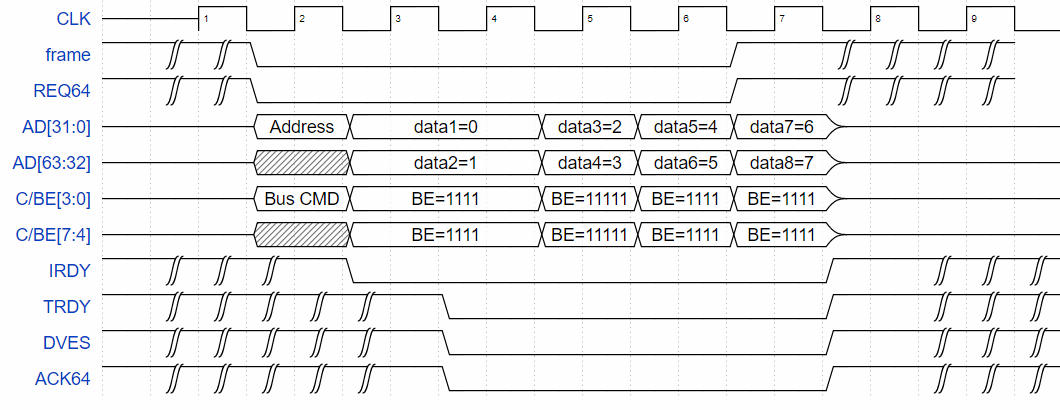 CLK 1 2 3 4 5 6 7 8 9
frame
REQ64
AD[31:0] Address data1=0 data3=2 data5=4 data7=6
AD[63:32] data2=1 data4=3 data6=5 data8=7
C/BE[3:0] Bus CMD BE=1111 BE=11111 BE=1111 BE=1111
C/BE[7:4] BE=1111 BE=11111 BE=1111 BE=1111
IRDY
TRDY
DVES
ACK64